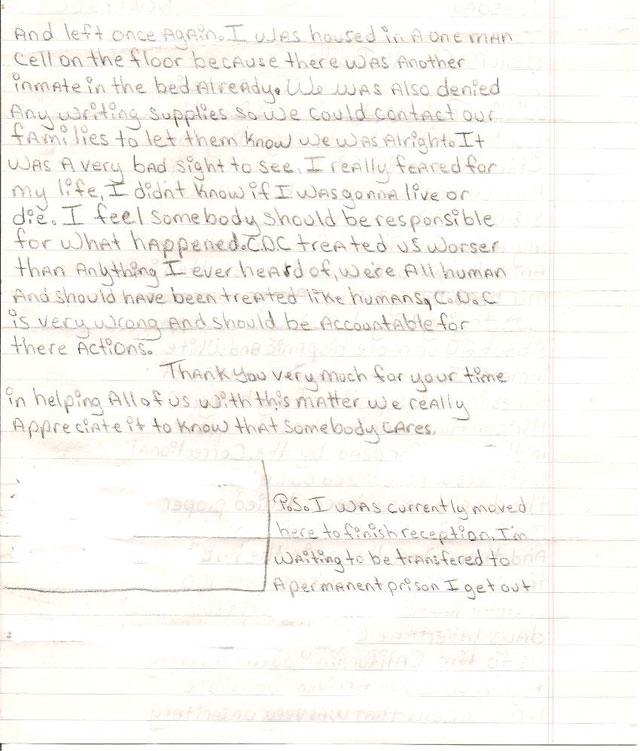 And left once again. I was housed in a one man
cell on the floor because there was another
inmate in the bed already. We was also denied
any writing supplies so we could contact our
families to let them know we was alright. It
was a very bad sight to see. I really feared for
my life, I didn't know if I was gonna live or
die. I feel somebody should be responsible
for what happened. CDC treated us worser
than anything I ever heard of, we're all human
and should have been treated like humans, C.D.C
is very wrong and should be accountable for
there actions.
Thank you very much for your time
in helping all of us with this matter we really
appreciate it to know that somebody cares.
P.S. I was currently moved
here to finish reception. I'm
waiting to be transfered to
a permanent prison I get out